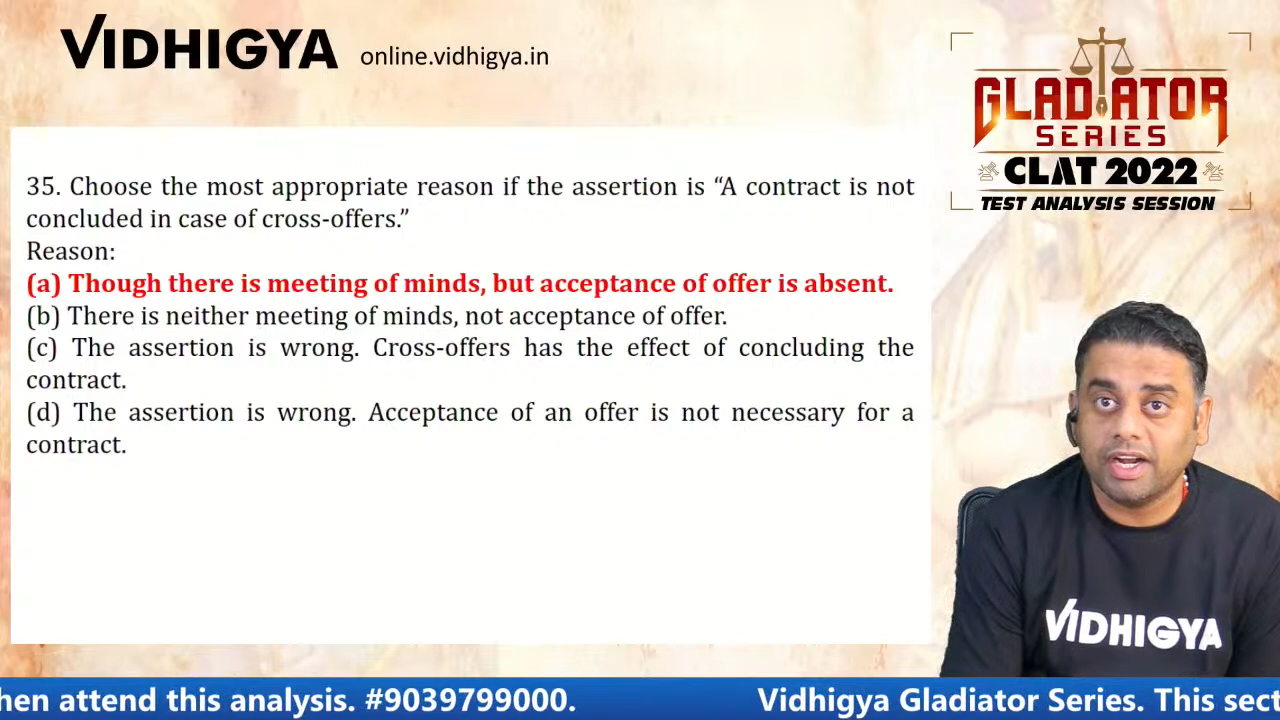 VIDHIGYA online.vidhigya.in
GLADIATOR
SERIES
CLAT 2022
TEST ANALYSIS SESSION
35. Choose the most appropriate reason if the assertion is “A contract is not
concluded in case of cross-offers.”
Reason:
(a) Though there is meeting of minds, but acceptance of offer is absent.
(b) There is neither meeting of minds, not acceptance of offer.
(c) The assertion is wrong. Cross-offers has the effect of concluding the
contract.
(d) The assertion is wrong. Acceptance of an offer is not necessary for a
contract.
VIDHIGYA
hen attend this analysis. #9039799000. Vidhigya Gladiator Series. This sect